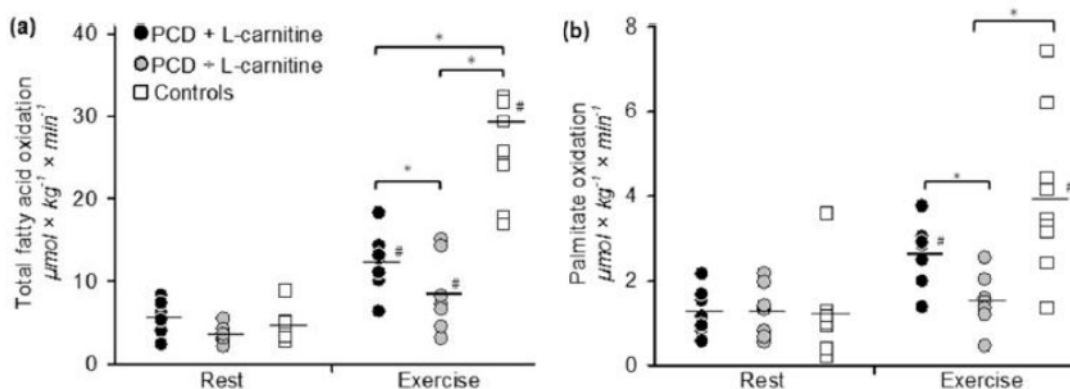 (a)
PCD + L-carnitine
PCD ÷ L-carnitine
Controls
Total fatty acid oxidation
μmol × kg⁻¹ × min⁻¹
40
30
20
10
0
*
*
*
#
#
#
Rest
Exercise
(b)
Palmitate oxidation
μmol × kg⁻¹ × min⁻¹
8
6
4
2
0
*
*
#
#
Rest
Exercise